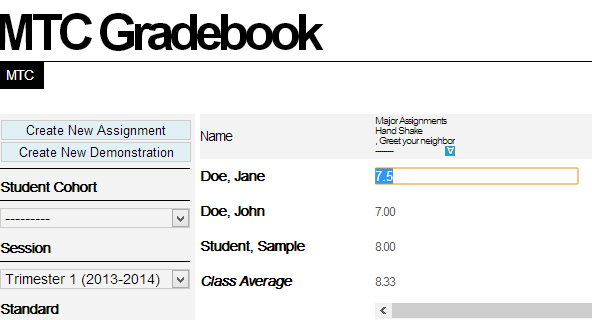 MTC Gradebook
MTC
Create New Assignment
Create New Demonstration
Student Cohort
---------
Session
Trimester 1 (2013-2014)
Standard
Name
Major Assignments
Hand Shake
, Greet your neighbor
--------
Doe, Jane
7.5
Doe, John
7.00
Student, Sample
8.00
Class Average
8.33